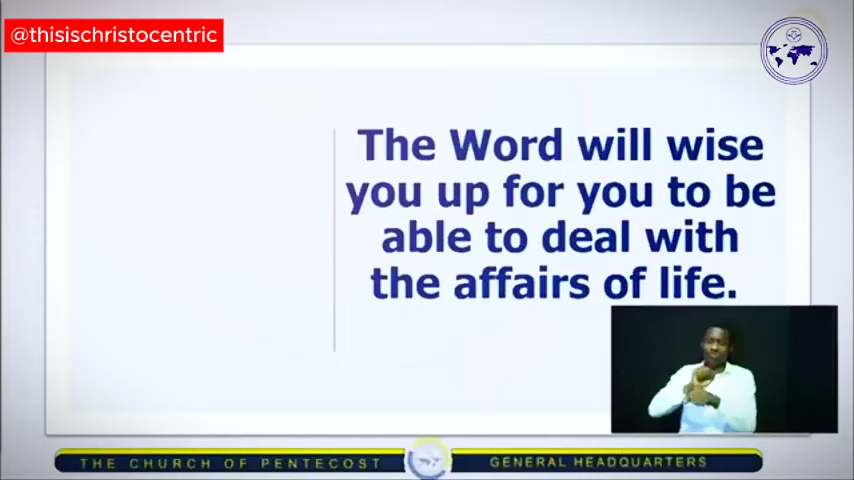 @thisischristocentric
The Word will wise
you up for you to be
able to deal with
the affairs of life.
THE CHURCH OF PENTECOST
GENERAL HEADQUARTERS